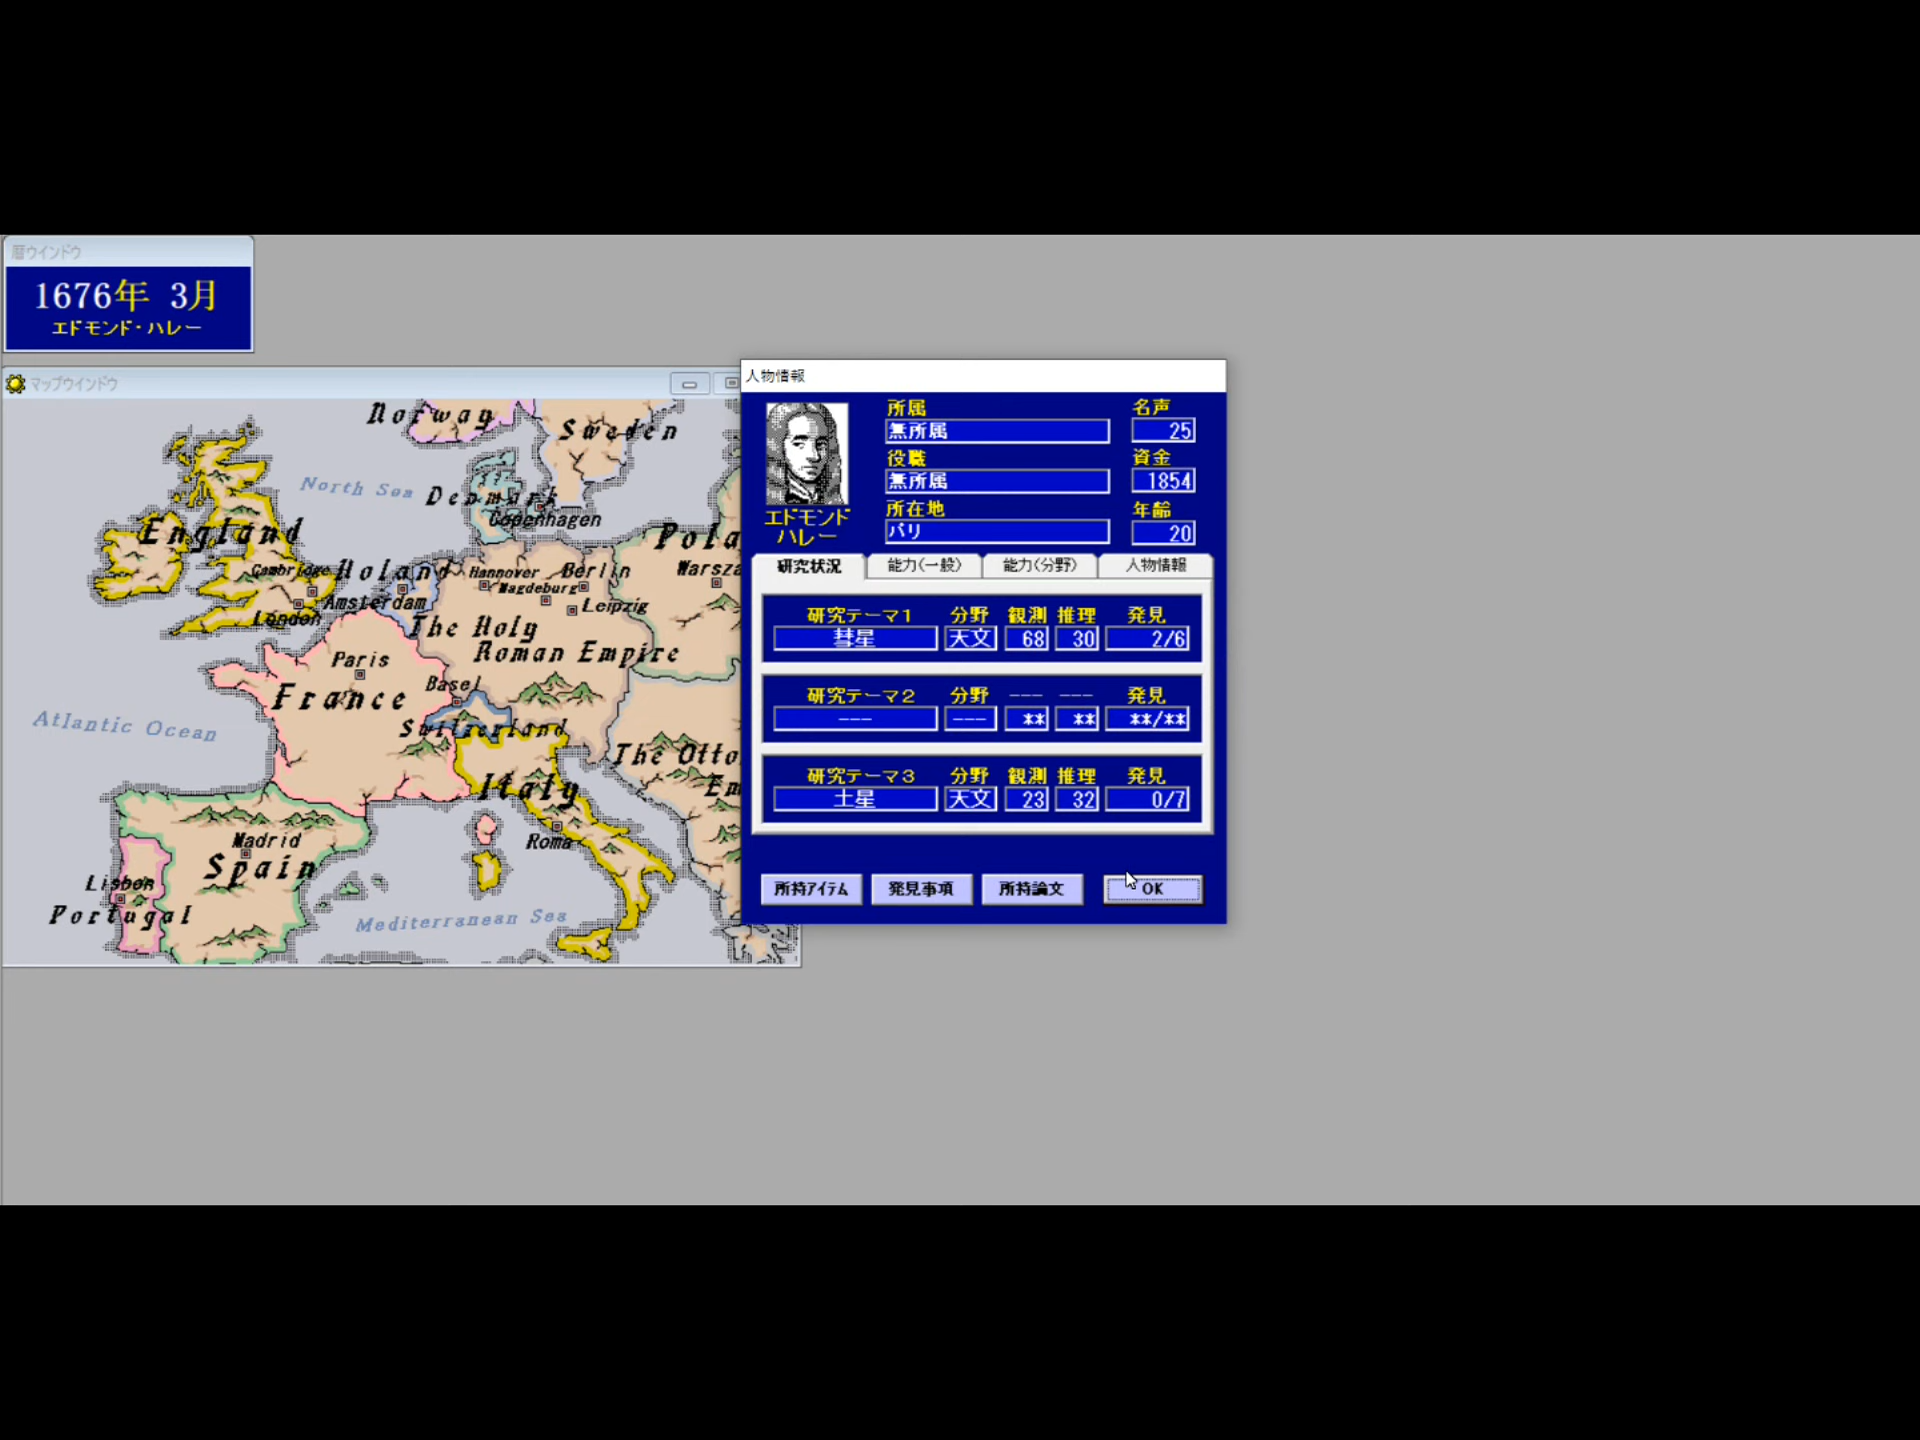 暦ウインドウ
1676年 3月
エドモンド・ハレー
マップウインドウ
Norway
Sweden
North Sea
Denmark
Copenhagen
England
Cambridge
London
Holand
Amsterdam
Hannover
Berlin
Magdeburg
Leipzig
Pola
Warsza
The Holy
Roman Empire
Paris
France
Basel
Switzerland
Atlantic Ocean
The Otto
Em
Italy
Roma
Madrid
Spain
Lisbon
Portugal
Mediterranean Sea
人物情報
所属
無所属
名声
25
役職
無所属
資金
1854
所在地
パリ
年齢
20
エドモンド
ハレー
研究状況 能力(一般) 能力(分野) 人物情報
研究テーマ1 分野 観測 推理 発見
彗星 天文 68 30 2/6
研究テーマ2 分野 --- --- 発見
--- --- ** ** **/**
研究テーマ3 分野 観測 推理 発見
土星 天文 23 32 0/7
所持アイテム 発見事項 所持論文 OK